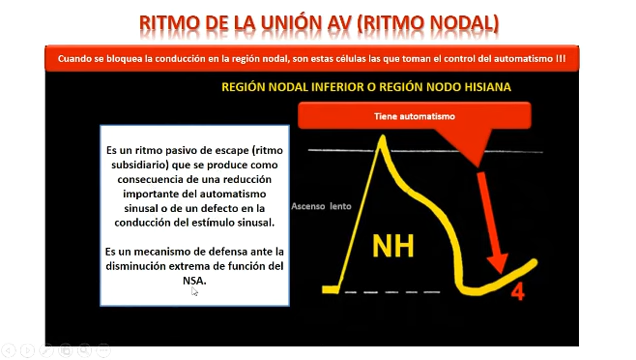 RITMO DE LA UNIÓN AV (RITMO NODAL)
Cuando se bloquea la conducción en la región nodal, son estas células las que toman el control del automatismo !!!
REGIÓN NODAL INFERIOR O REGIÓN NODO HISIANA
Tiene automatismo
Es un ritmo pasivo de escape (ritmo
subsidiario) que se produce como
consecuencia de una reducción
importante del automatismo
sinusal o de un defecto en la
conducción del estímulo sinusal.
Es un mecanismo de defensa ante la
disminución extrema de función del
NSA.
Ascenso lento
NH
4